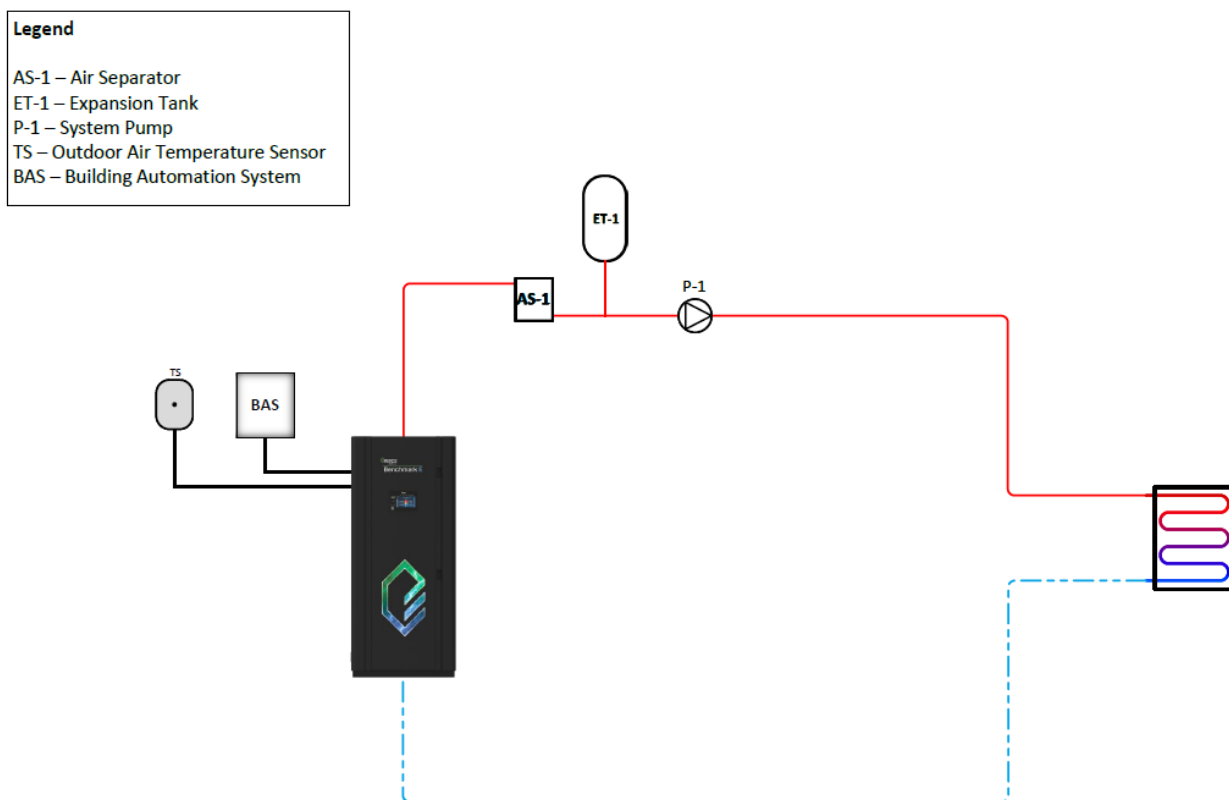 Legend
AS-1 – Air Separator
ET-1 – Expansion Tank
P-1 – System Pump
TS – Outdoor Air Temperature Sensor
BAS – Building Automation System
ET-1
P-1
AS-1
TS
BAS
Benchmark